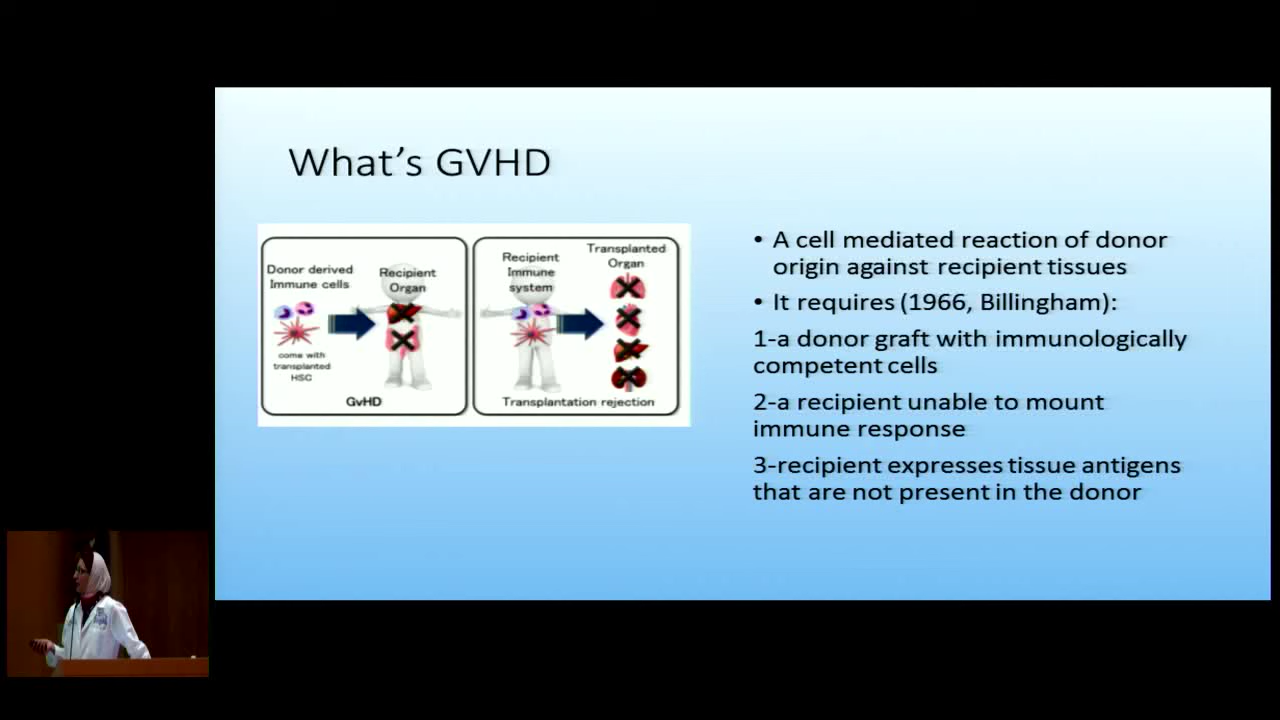 What's GVHD
Donor derived
Immune cells
Recipient
Organ
come with
transplanted
HSC
GvHD
Recipient
Immune
system
Transplanted
Organ
Transplantation rejection
• A cell mediated reaction of donor
origin against recipient tissues
• It requires (1966, Billingham):
1-a donor graft with immunologically
competent cells
2-a recipient unable to mount
immune response
3-recipient expresses tissue antigens
that are not present in the donor